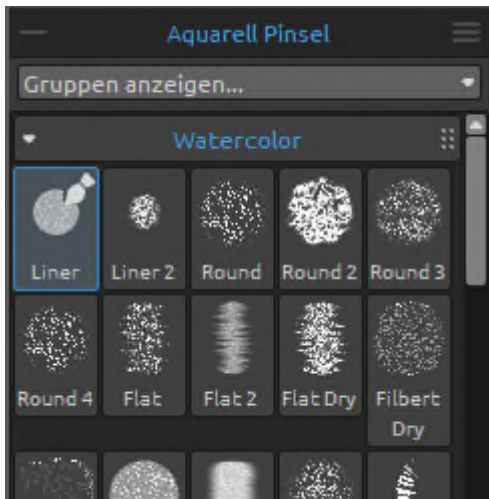 Aquarell Pinsel
Gruppen anzeigen...
Watercolor
Liner Liner 2 Round Round 2 Round 3
Round 4 Flat Flat 2 Flat Dry Filbert
Dry